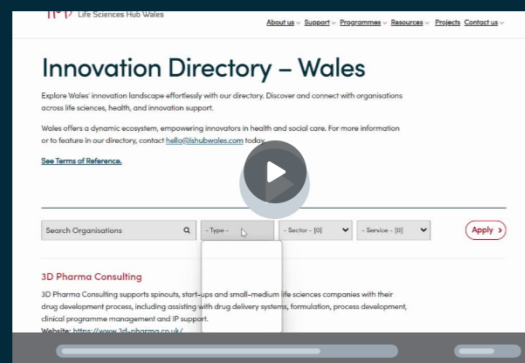 Life Sciences Hub Wales
About us Support Programmes Resources Projects Contact us
Innovation Directory – Wales
Explore Wales' innovation landscape effortlessly with our directory. Discover and connect with organisations
across life sciences, health, and innovation support.
Wales offers a dynamic ecosystem, empowering innovators in health and social care. For more information
or to feature in our directory, contact hello@lshubwales.com today.
See Terms of Reference.
Search Organisations - Type - - Sector - [0] - Service - [0] Apply
3D Pharma Consulting
3D Pharma Consulting supports spinouts, start-ups and small-medium life sciences companies with their
drug development process, including assisting with drug delivery systems, formulation, process development,
clinical programme management and IP support.
Website: https://www.3d-pharma.co.uk/